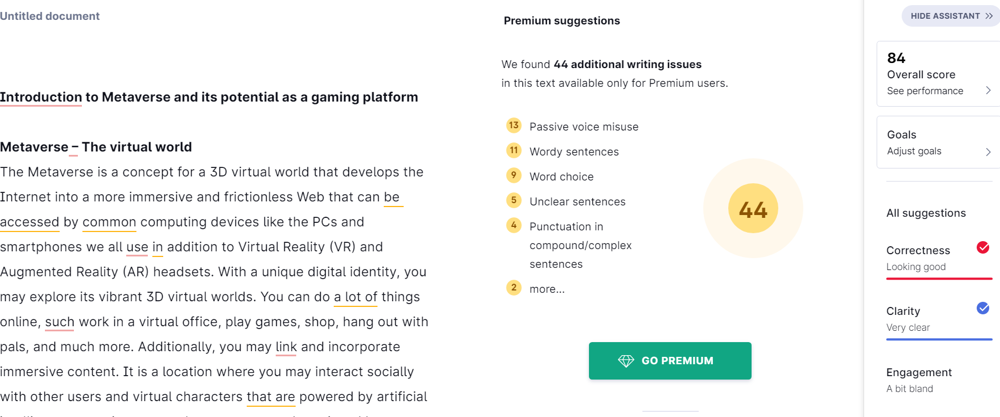 Untitled document
Introduction to Metaverse and its potential as a gaming platform
Metaverse – The virtual world
The Metaverse is a concept for a 3D virtual world that develops the
Internet into a more immersive and frictionless Web that can be
accessed by common computing devices like the PCs and
smartphones we all use in addition to Virtual Reality (VR) and
Augmented Reality (AR) headsets. With a unique digital identity, you
may explore its vibrant 3D virtual worlds. You can do a lot of things
online, such work in a virtual office, play games, shop, hang out with
pals, and much more. Additionally, you may link and incorporate
immersive content. It is a location where you may interact socially
with other users and virtual characters that are powered by artificial
Premium suggestions
We found 44 additional writing issues
in this text available only for Premium users.
13 Passive voice misuse
11 Wordy sentences
9 Word choice
5 Unclear sentences
4 Punctuation in
compound/complex
sentences
2 more...
44
GO PREMIUM
HIDE ASSISTANT
84
Overall score
See performance
Goals
Adjust goals
All suggestions
Correctness
Looking good
Clarity
Very clear
Engagement
A bit bland